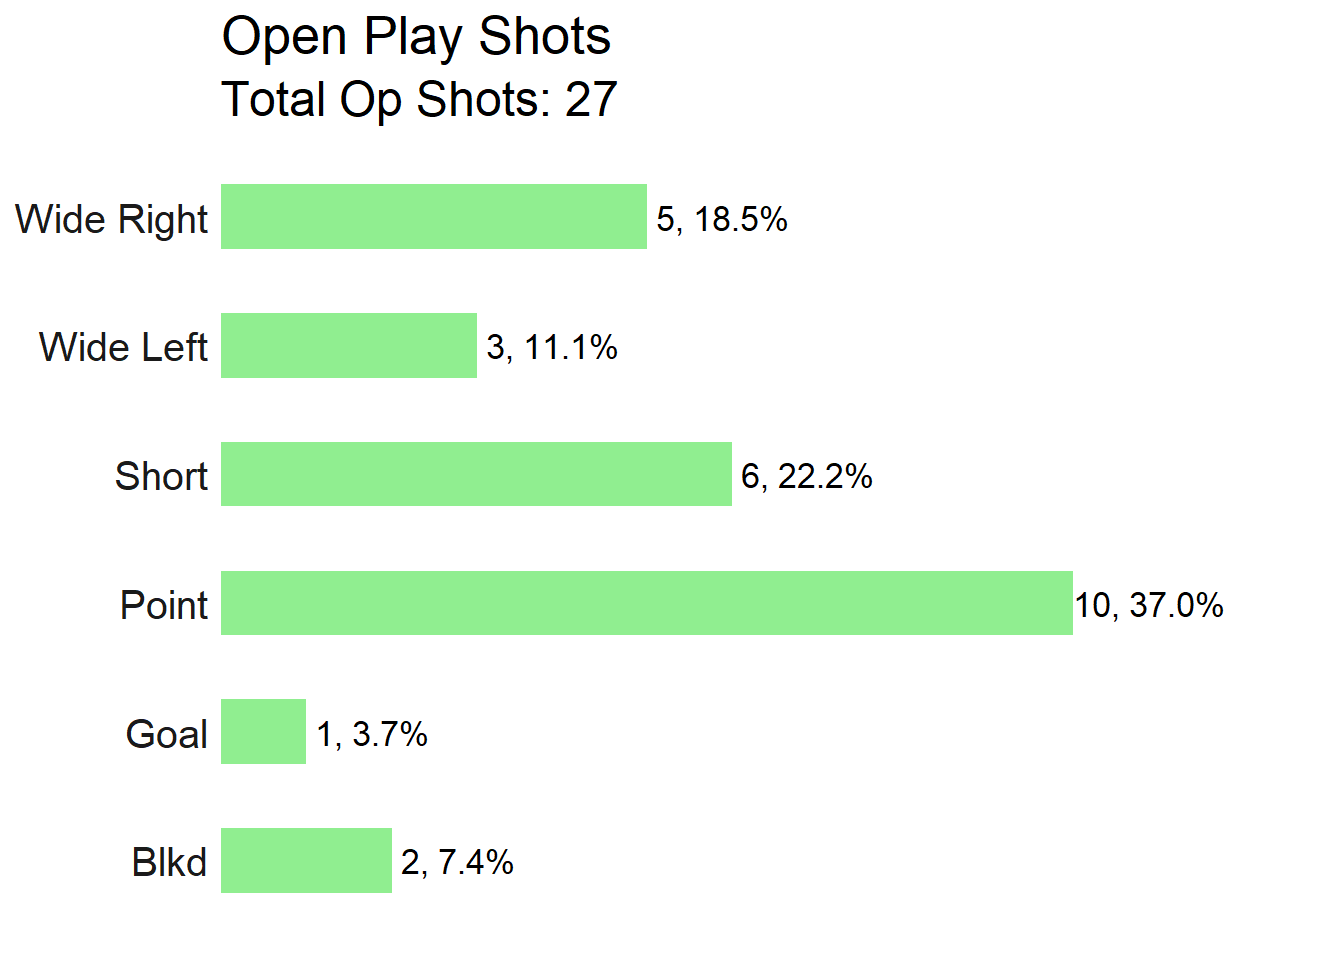 Open Play Shots
Total Op Shots: 27
Wide Right 5, 18.5%
Wide Left 3, 11.1%
Short 6, 22.2%
Point 10, 37.0%
Goal 1, 3.7%
Blkd 2, 7.4%